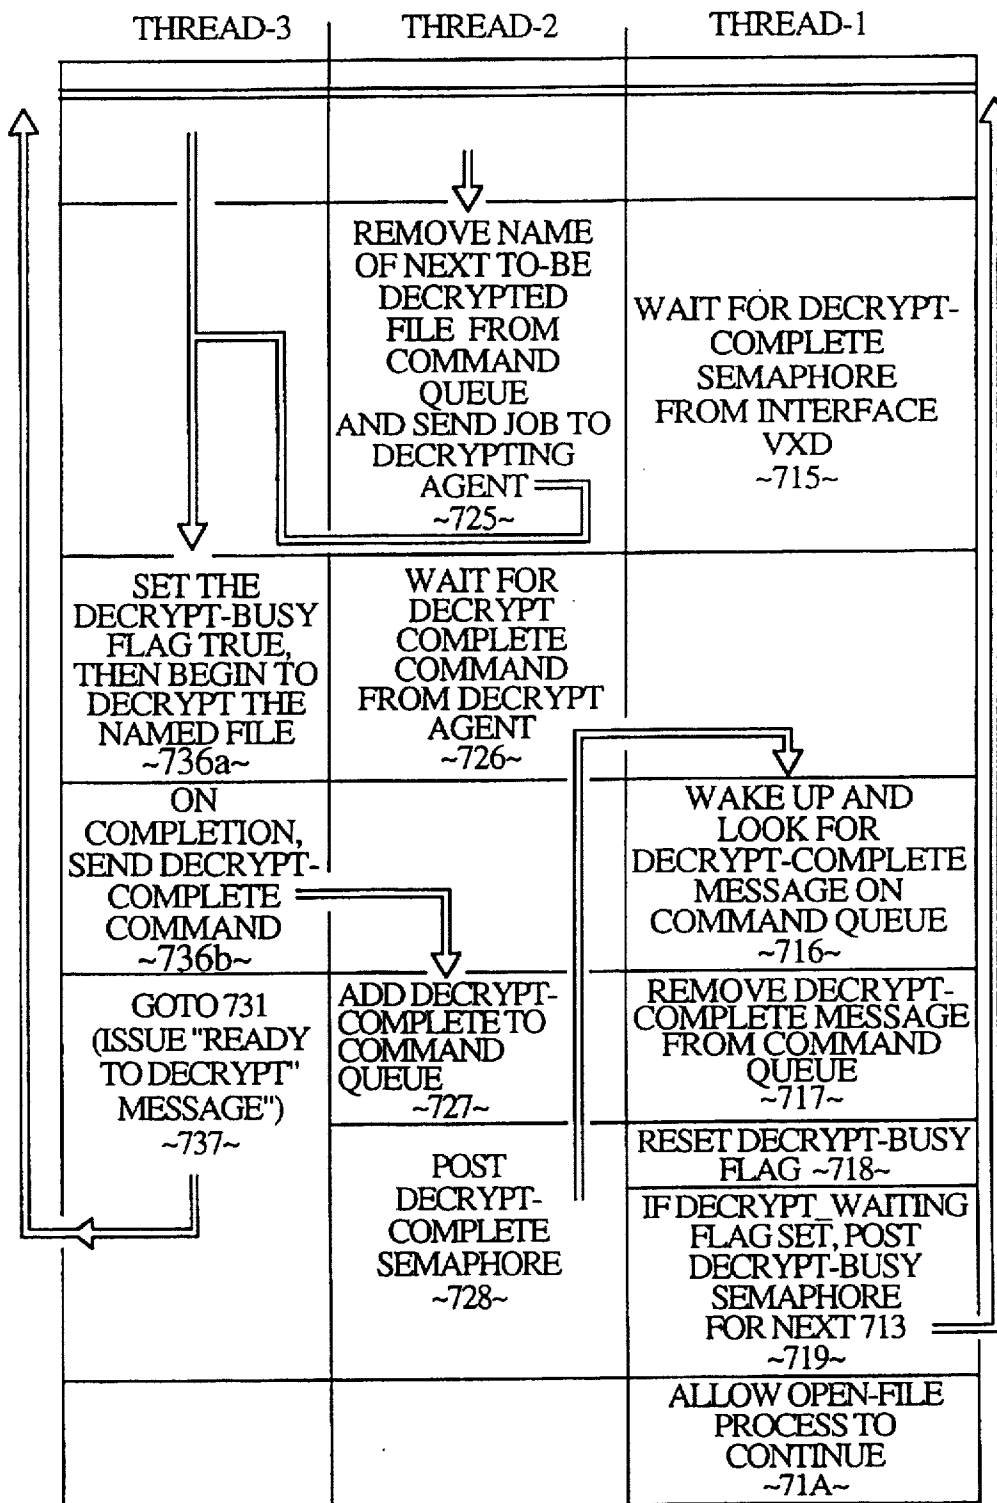 THREAD-3
THREAD-2
THREAD-1
REMOVE NAME
OF NEXT TO-BE
DECRYPTED
FILE FROM
COMMAND
QUEUE
AND SEND JOB TO
DECRYPTING
AGENT
~725~
WAIT FOR DECRYPT-
COMPLETE
SEMAPHORE
FROM INTERFACE
VXD
~715~
SET THE
DECRYPT-BUSY
FLAG TRUE,
THEN BEGIN TO
DECRYPT THE
NAMED FILE
~736a~
WAIT FOR
DECRYPT
COMPLETE
COMMAND
FROM DECRYPT
AGENT
~726~
ON
COMPLETION,
SEND DECRYPT-
COMPLETE
COMMAND
~736b~
WAKE UP AND
LOOK FOR
DECRYPT-COMPLETE
MESSAGE ON
COMMAND QUEUE
~716~
GOTO 731
(ISSUE "READY
TO DECRYPT"
MESSAGE")
~737~
ADD DECRYPT-
COMPLETE TO
COMMAND
QUEUE
~727~
REMOVE DECRYPT-
COMPLETE MESSAGE
FROM COMMAND
QUEUE
~717~
POST
DECRYPT-
COMPLETE
SEMAPHORE
~728~
RESET DECRYPT-BUSY
FLAG ~718~
IF DECRYPT_WAITING
FLAG SET, POST
DECRYPT-BUSY
SEMAPHORE
FOR NEXT 713
~719~
ALLOW OPEN-FILE
PROCESS TO
CONTINUE
~71A~